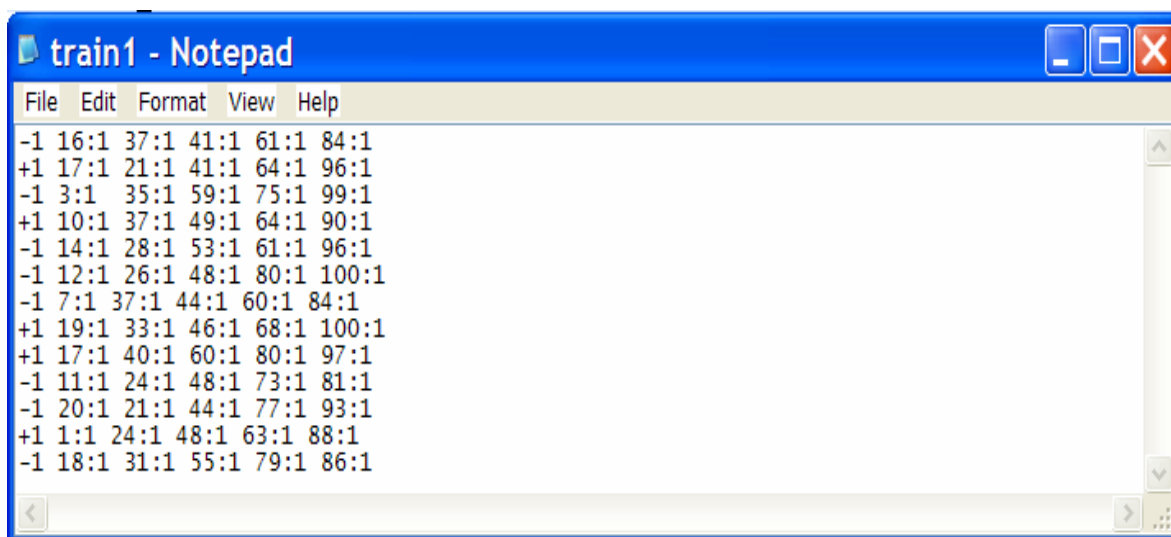 train1 - Notepad
File Edit Format View Help
-1 16:1 37:1 41:1 61:1 84:1
+1 17:1 21:1 41:1 64:1 96:1
-1 3:1  35:1 59:1 75:1 99:1
+1 10:1 37:1 49:1 64:1 90:1
-1 14:1 28:1 53:1 61:1 96:1
-1 12:1 26:1 48:1 80:1 100:1
-1 7:1 37:1 44:1 60:1 84:1
+1 19:1 33:1 46:1 68:1 100:1
+1 17:1 40:1 60:1 80:1 97:1
-1 11:1 24:1 48:1 73:1 81:1
-1 20:1 21:1 44:1 77:1 93:1
+1 1:1 24:1 48:1 63:1 88:1
-1 18:1 31:1 55:1 79:1 86:1